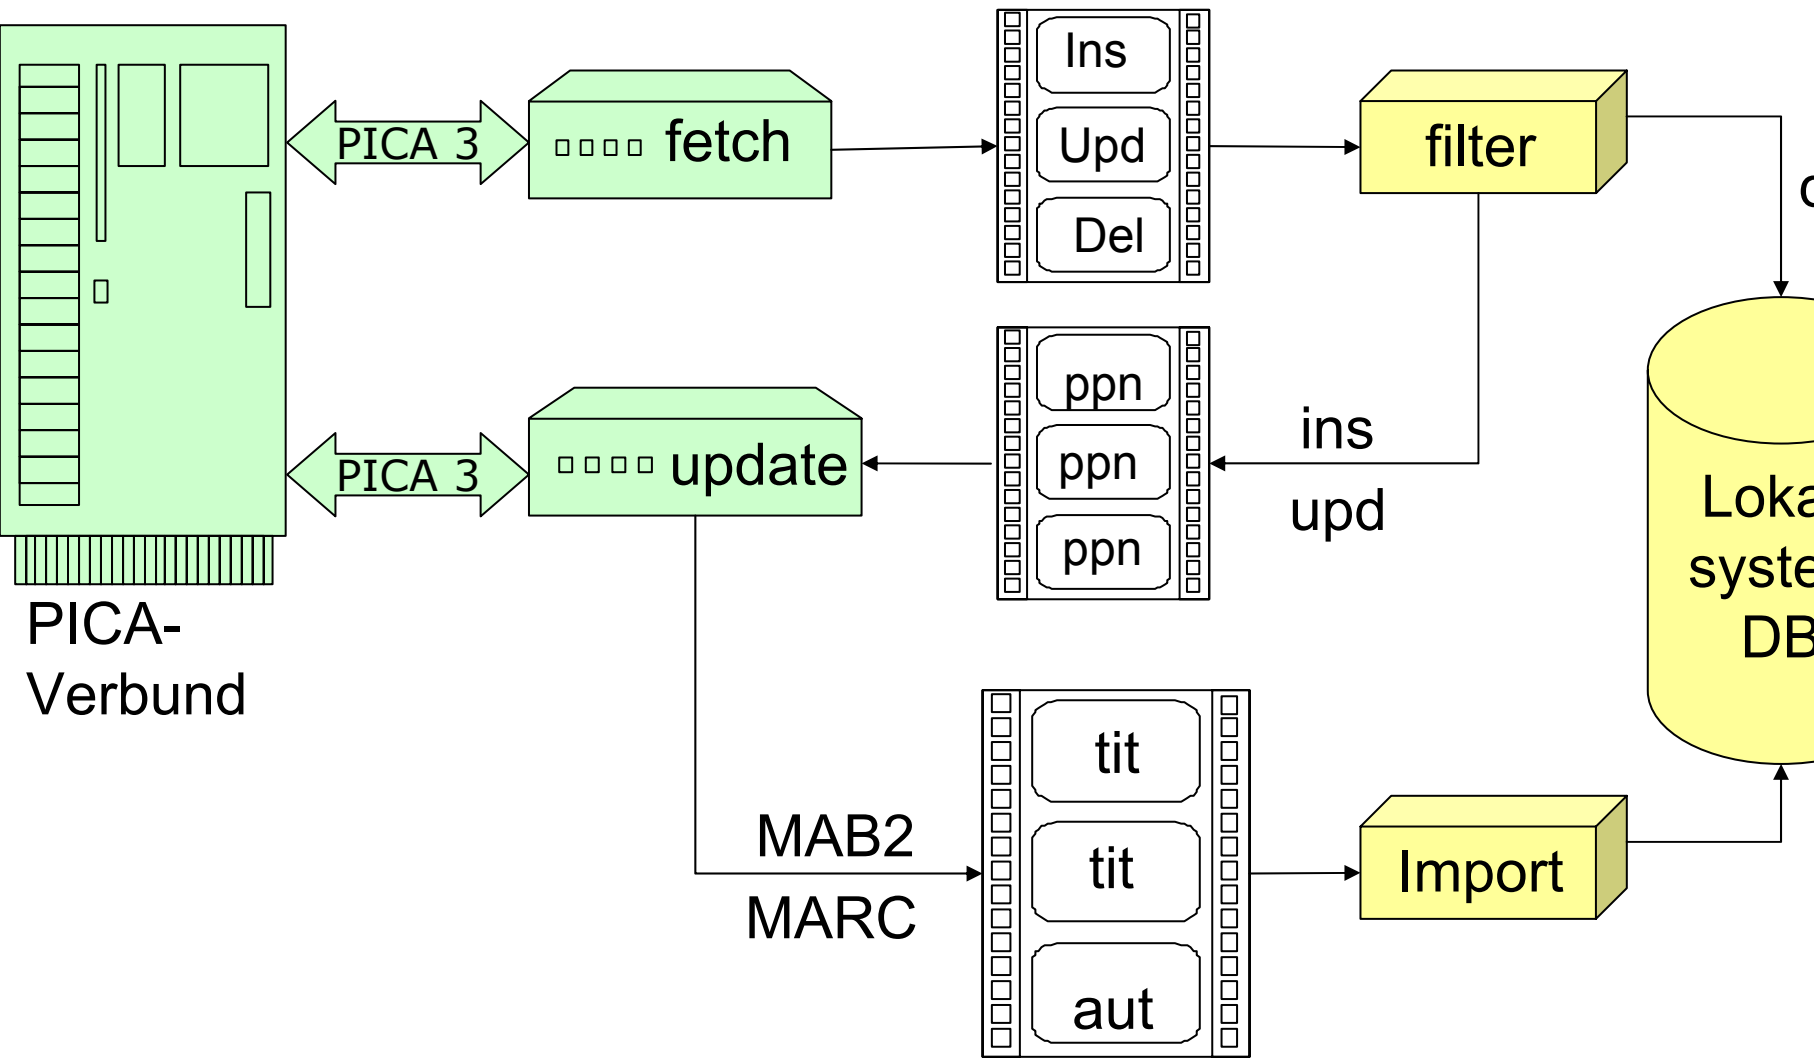 Ins
PICA 3
fetch
Upd
filter
Del
ppn
PICA 3
update
ppn
ins
upd
ppn
DB
PICA-
Verbund
tit
MAB2
MARC
tit
Import
aut